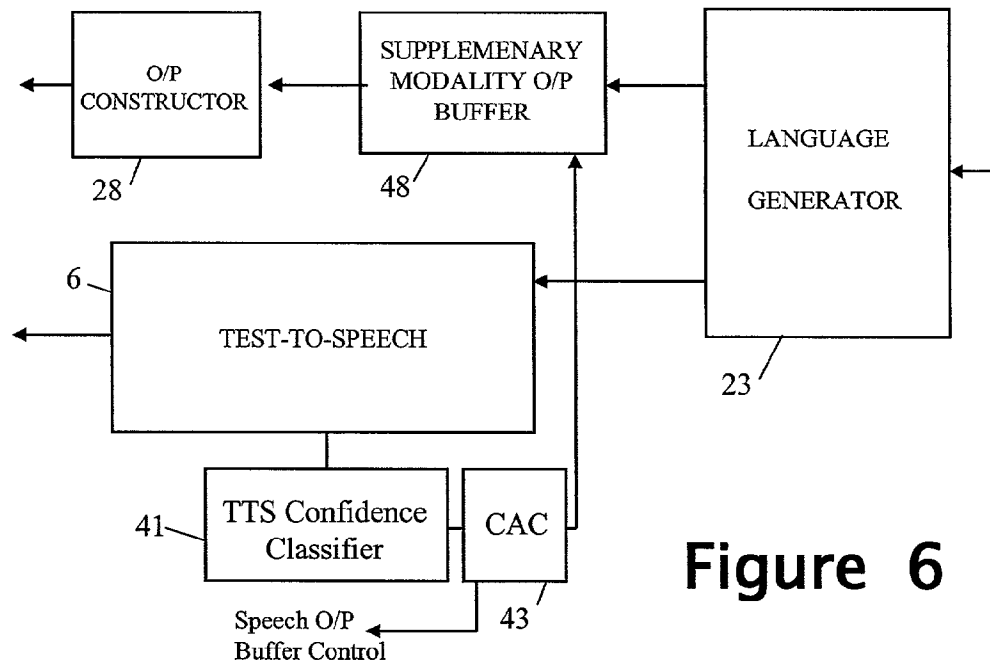 O/P
CONSTRUCTOR
28
SUPPLEMENARY
MODALITY O/P
BUFFER
48
LANGUAGE
GENERATOR
23
6
TEST-TO-SPEECH
41
TTS Confidence
Classifier
CAC
43
Speech O/P
Buffer Control
Figure 6